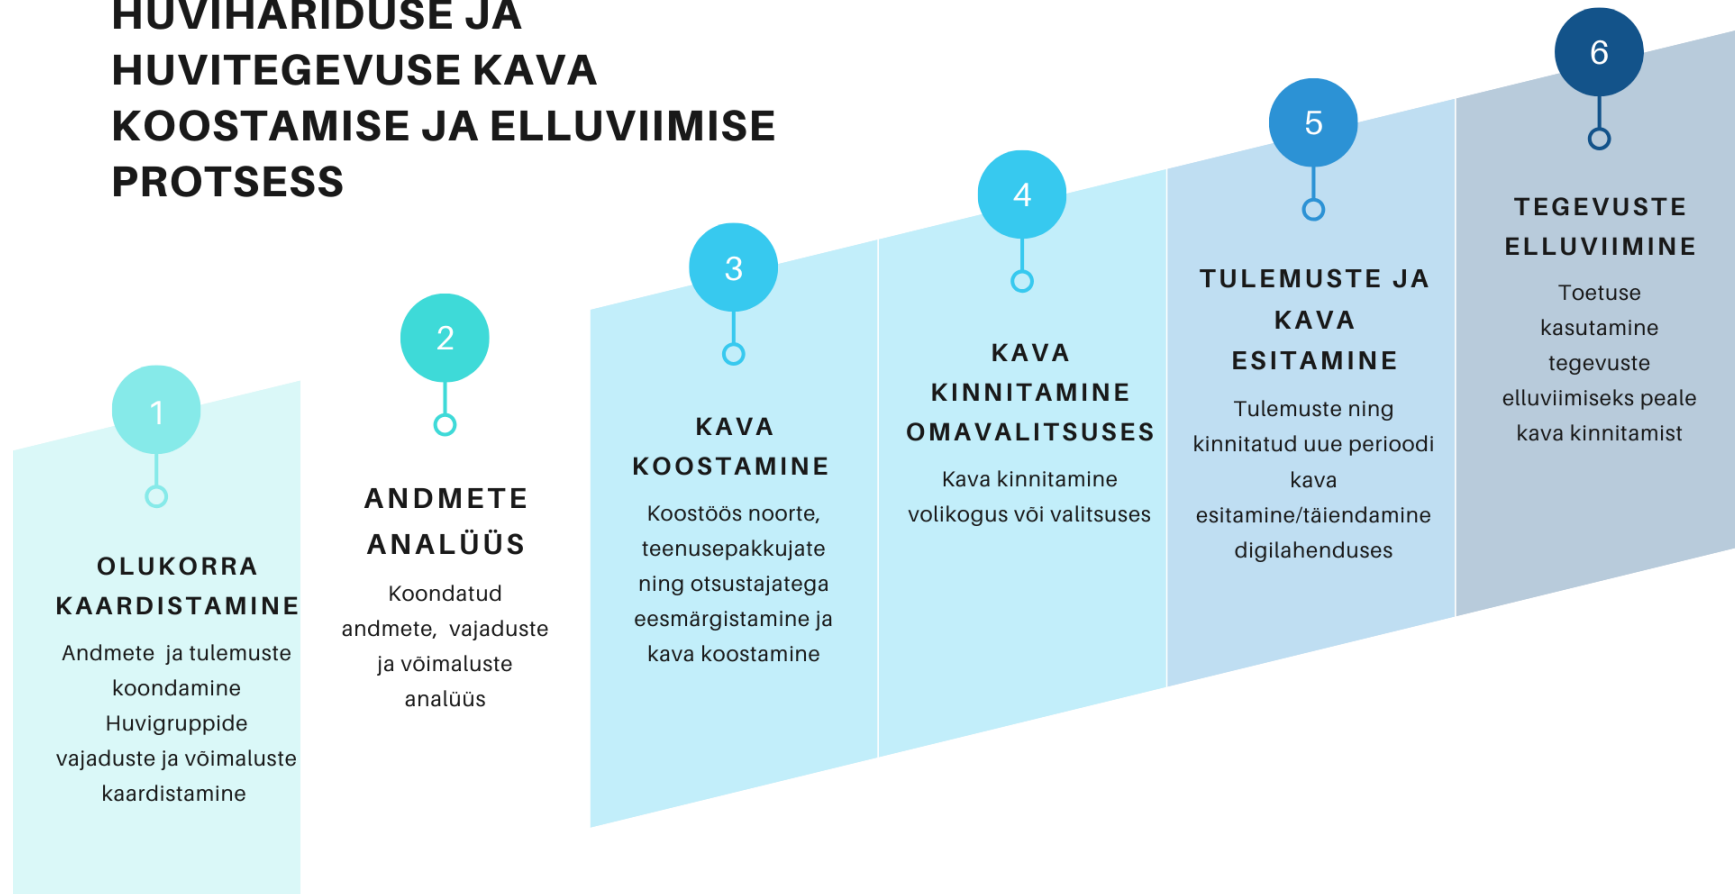 HUVIHARIDUSE JA
HUVITEGEVUSE KAVA
KOOSTAMISE JA ELLUVIIMISE
PROTSESS
1
OLUKORRA
KAARDISTAMINE
Andmete ja tulemuste
koondamine
Huvigruppide
vajaduste ja võimaluste
kaardistamine
2
ANDMETE
ANALÜÜS
Koondatud
andmete, vajaduste
ja võimaluste
analüüs
3
KAVA
KOOSTAMINE
Koostöös noorte,
teenusepakkujate
ning otsustajatega
eesmärgistamine ja
kava koostamine
4
KAVA
KINNITAMINE
OMAVALITSUSES
Kava kinnitamine
volikogus või valitsuses
5
TULEMUSTE JA
KAVA
ESITAMINE
Tulemuste ning
kinnitatud uue perioodi
kava
esitamine/täiendamine
digilahenduses
6
TEGEVUSTE
ELLUVIIMINE
Toetuse
kasutamine
tegevuste
elluviimiseks peale
kava kinnitamist